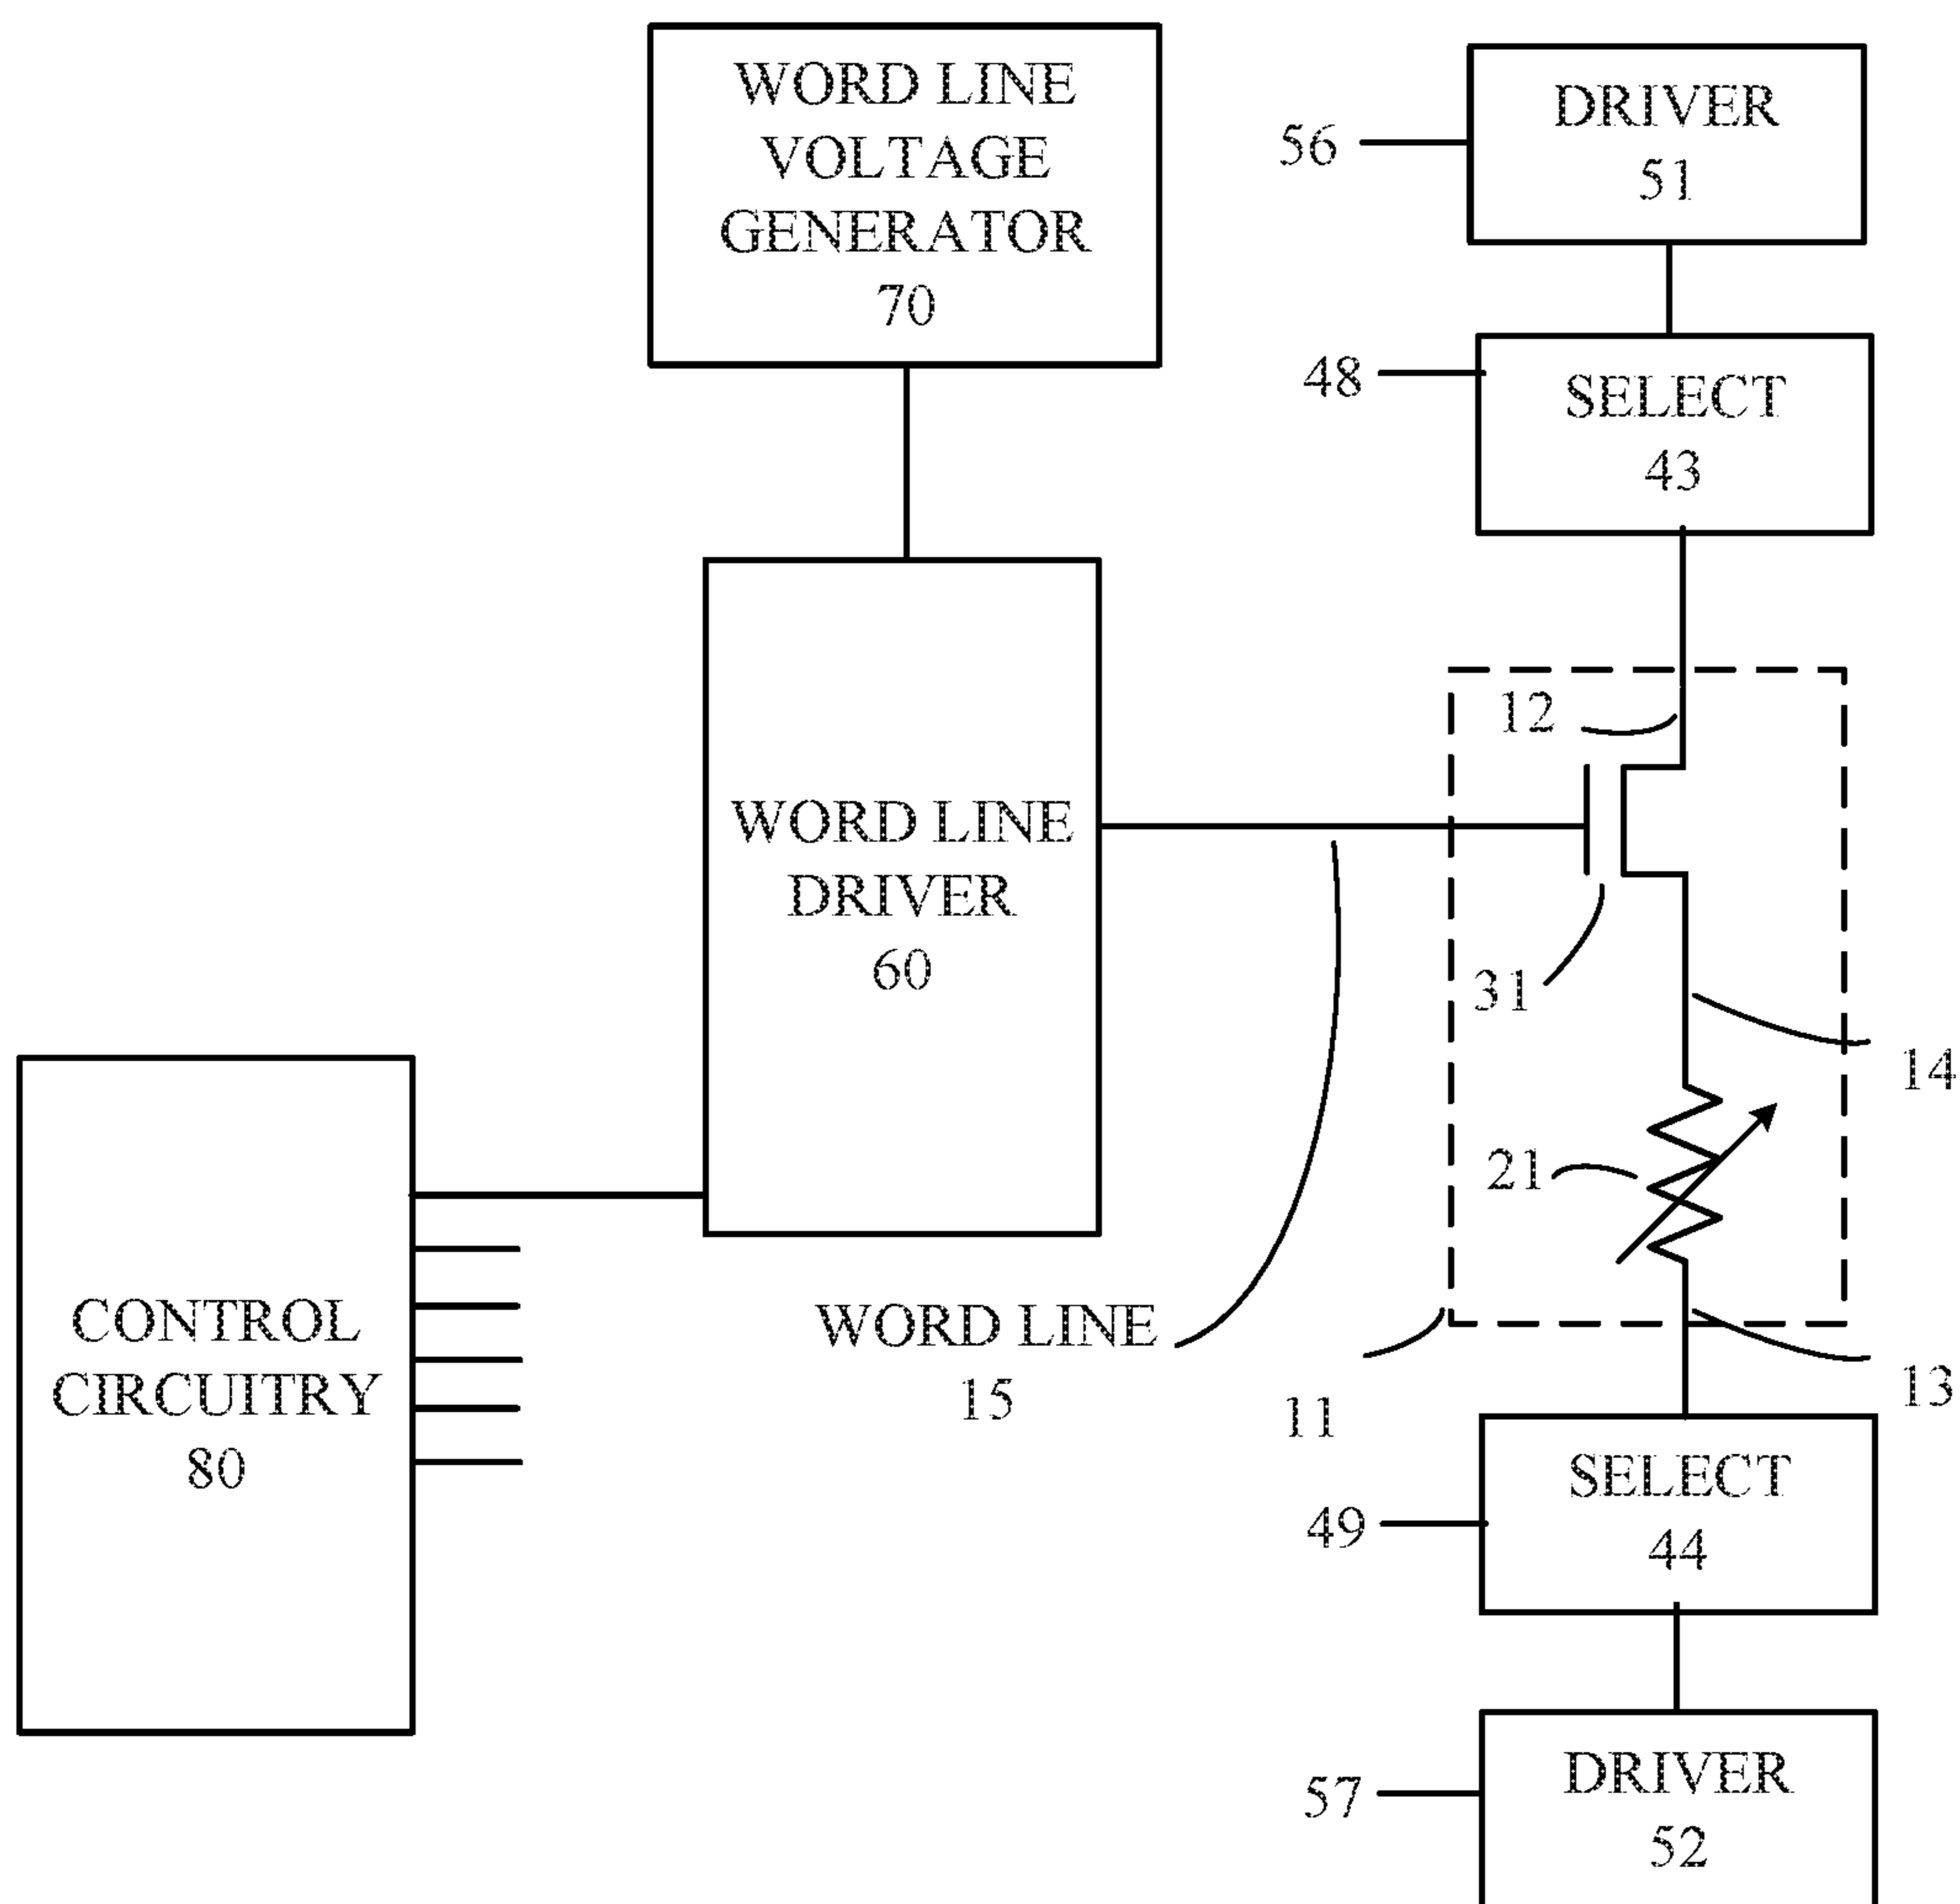 WORD LINE
VOLTAGE
GENERATOR
70
DRIVER
51
56
SELECT
43
48
12
WORD LINE
DRIVER
60
31
14
21
CONTROL
CIRCUITRY
80
WORD LINE
15
11
13
SELECT
44
49
DRIVER
52
57